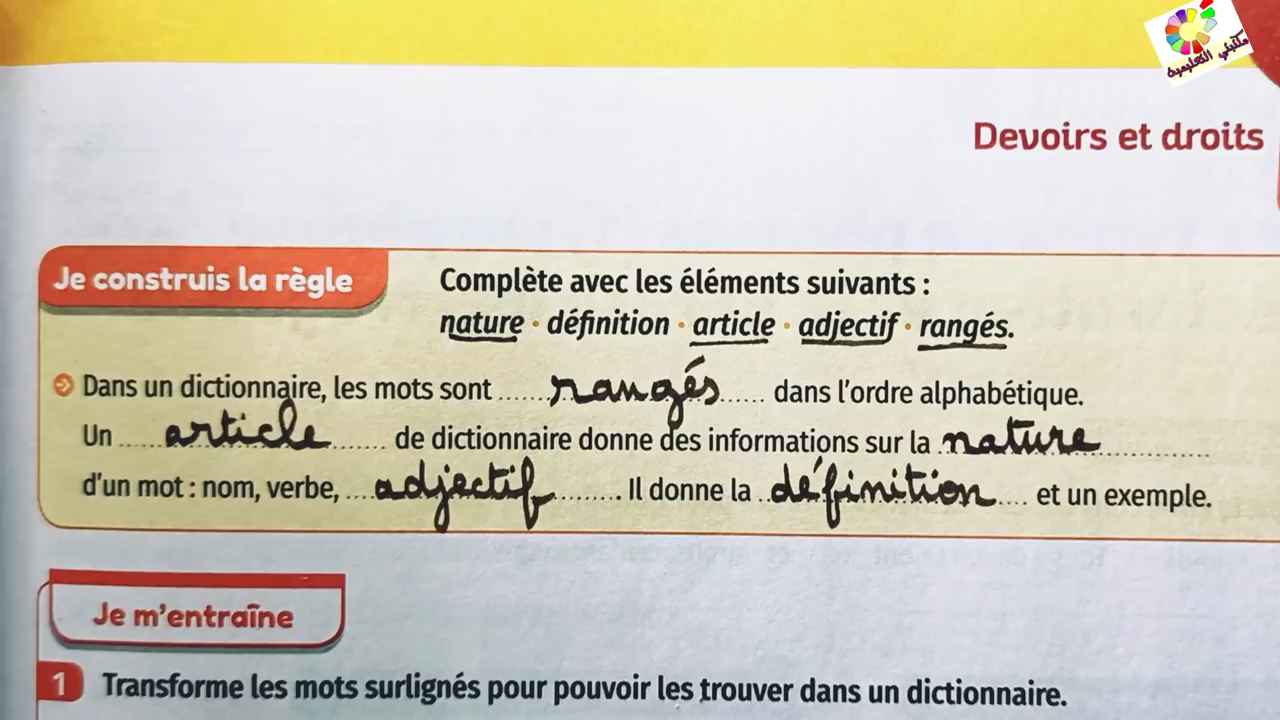 مكتبتي التعليمية
Devoirs et droits
Je construis la règle
Complète avec les éléments suivants :
nature · définition · article · adjectif · rangés.
Dans un dictionnaire, les mots sont ...... rangés ...... dans l'ordre alphabétique.
Un ..... article ....... de dictionnaire donne des informations sur la .nature..............
d'un mot : nom, verbe, ....adjectif.......... Il donne la ..définition.... et un exemple.
Je m'entraîne
1 Transforme les mots surlignés pour pouvoir les trouver dans un dictionnaire.